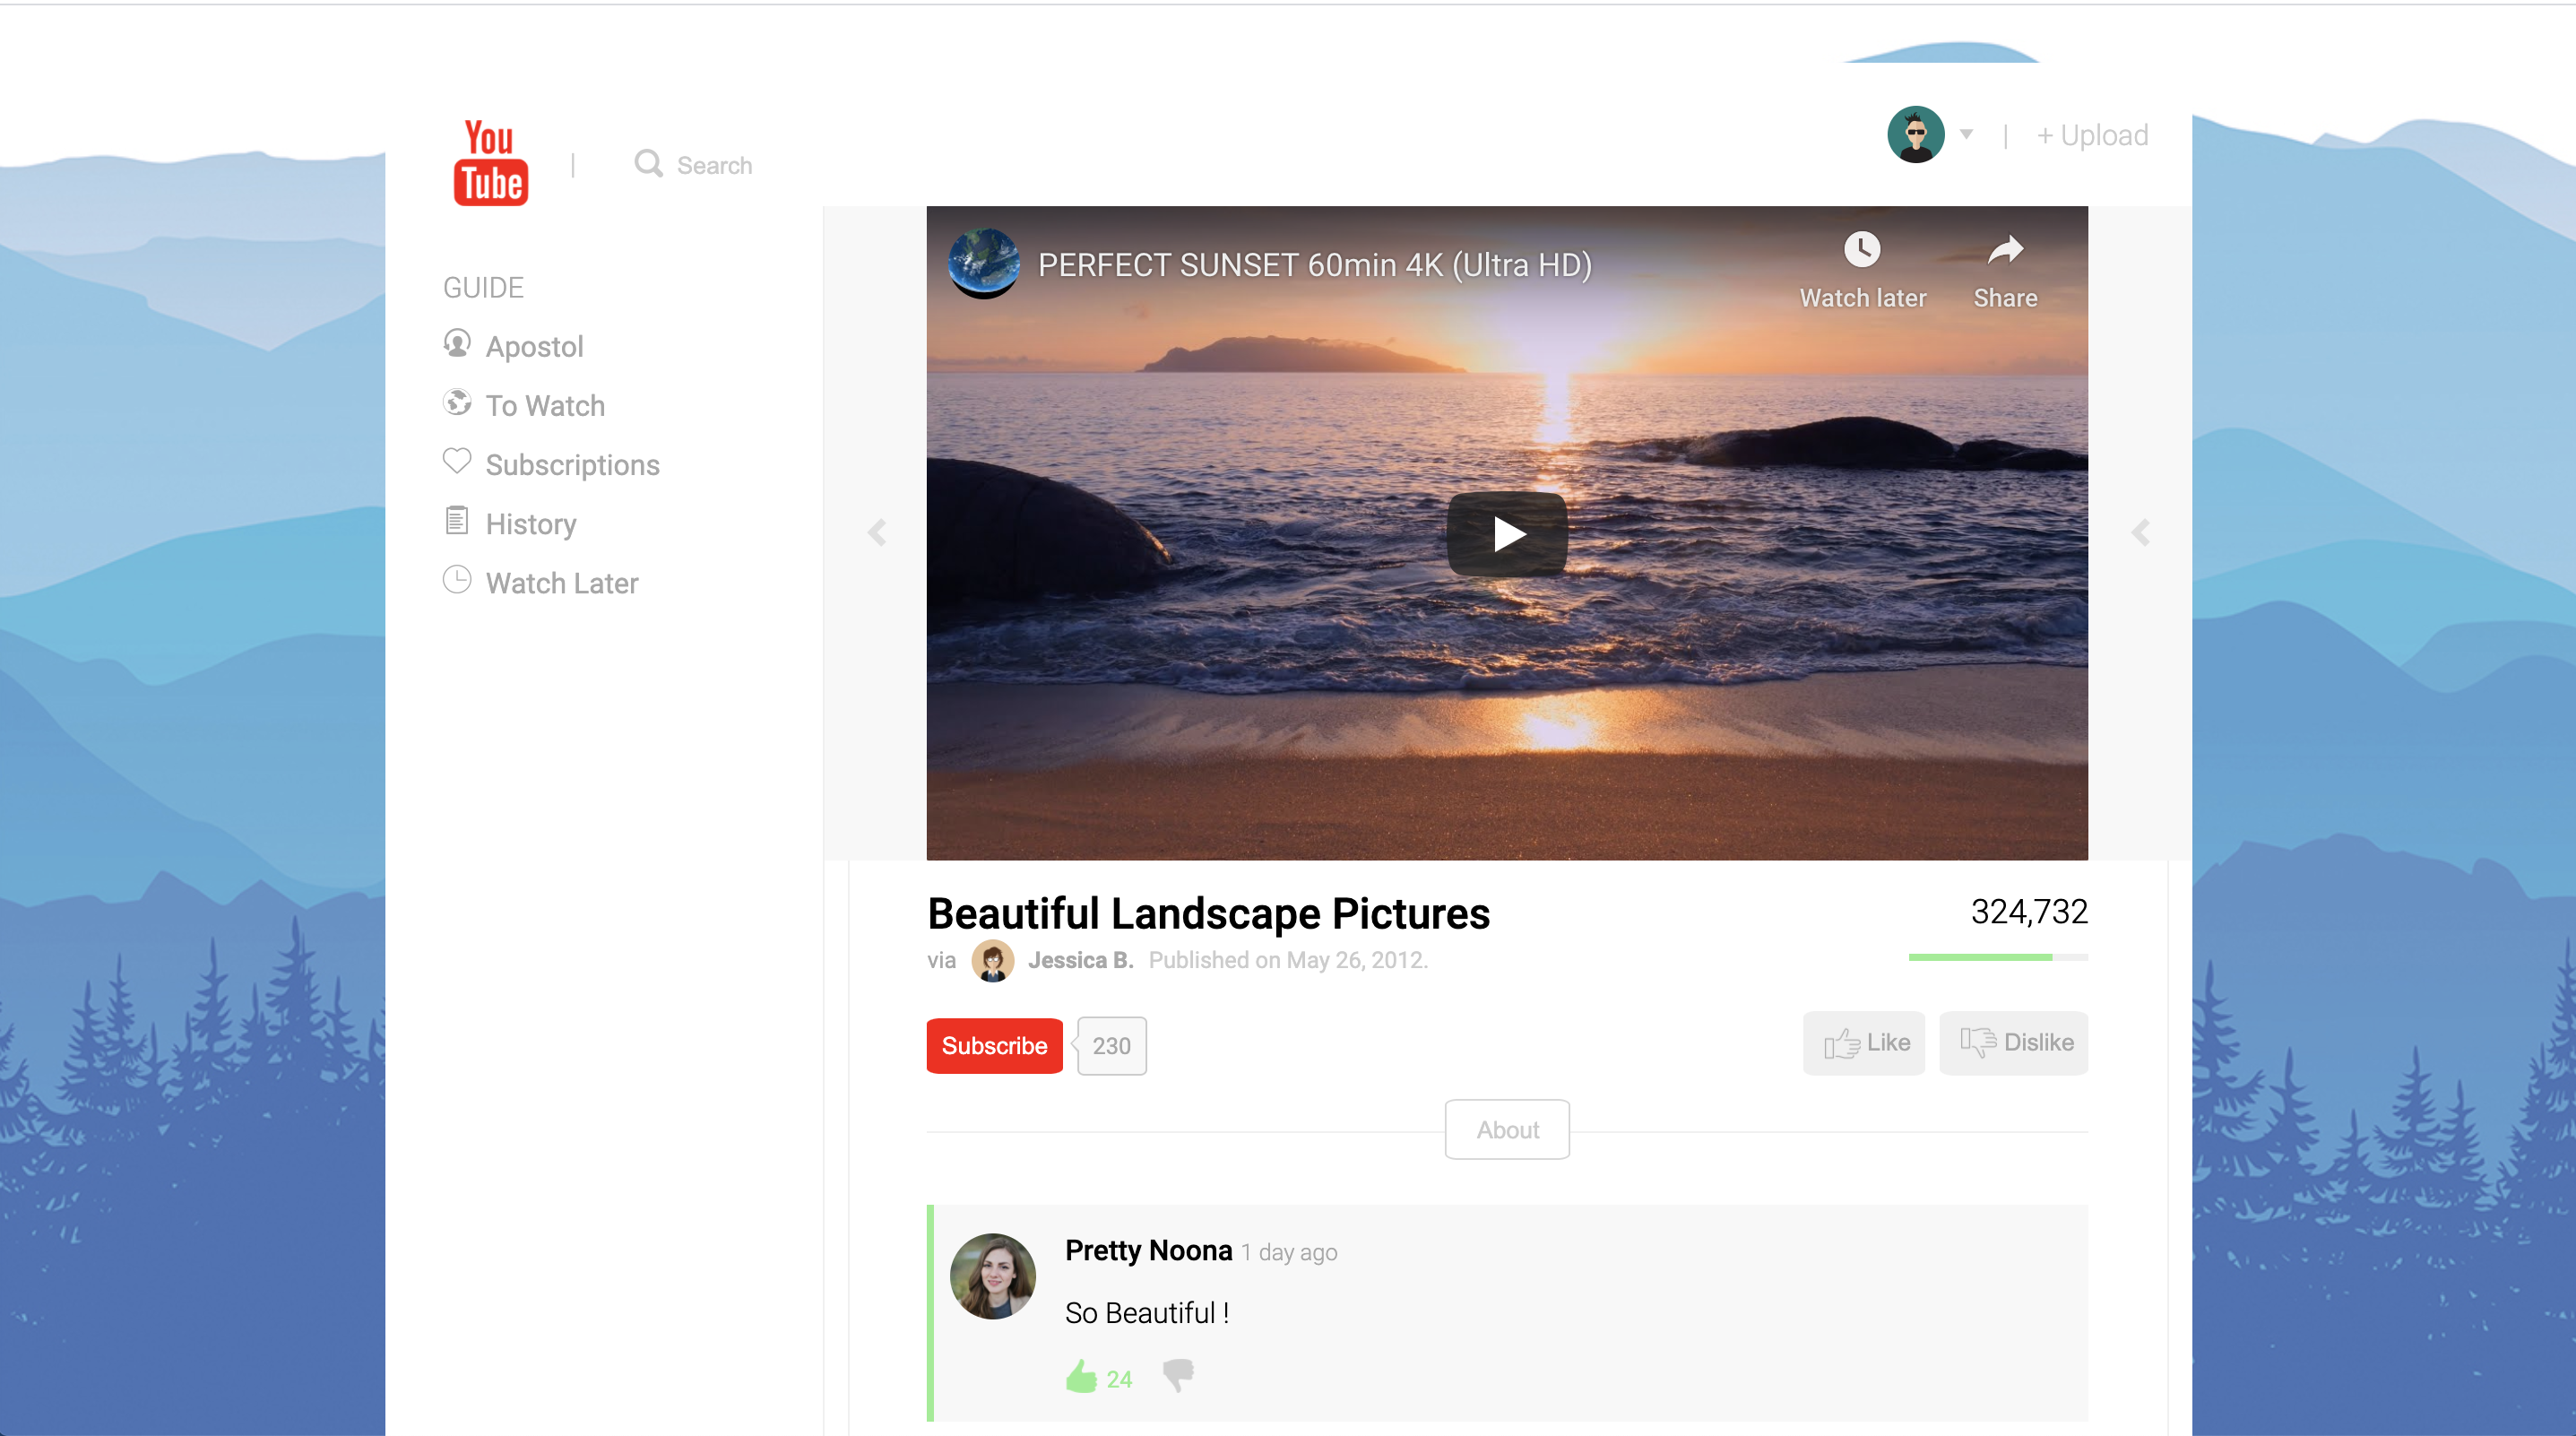 You
Tube
|
Search
|
+ Upload
GUIDE
Apostol
To Watch
Subscriptions
History
Watch Later
PERFECT SUNSET 60min 4K (Ultra HD)
Watch later
Share
Beautiful Landscape Pictures
324,732
via Jessica B. Published on May 26, 2012.
Subscribe
230
Like
Dislike
About
Pretty Noona 1 day ago
So Beautiful !
24